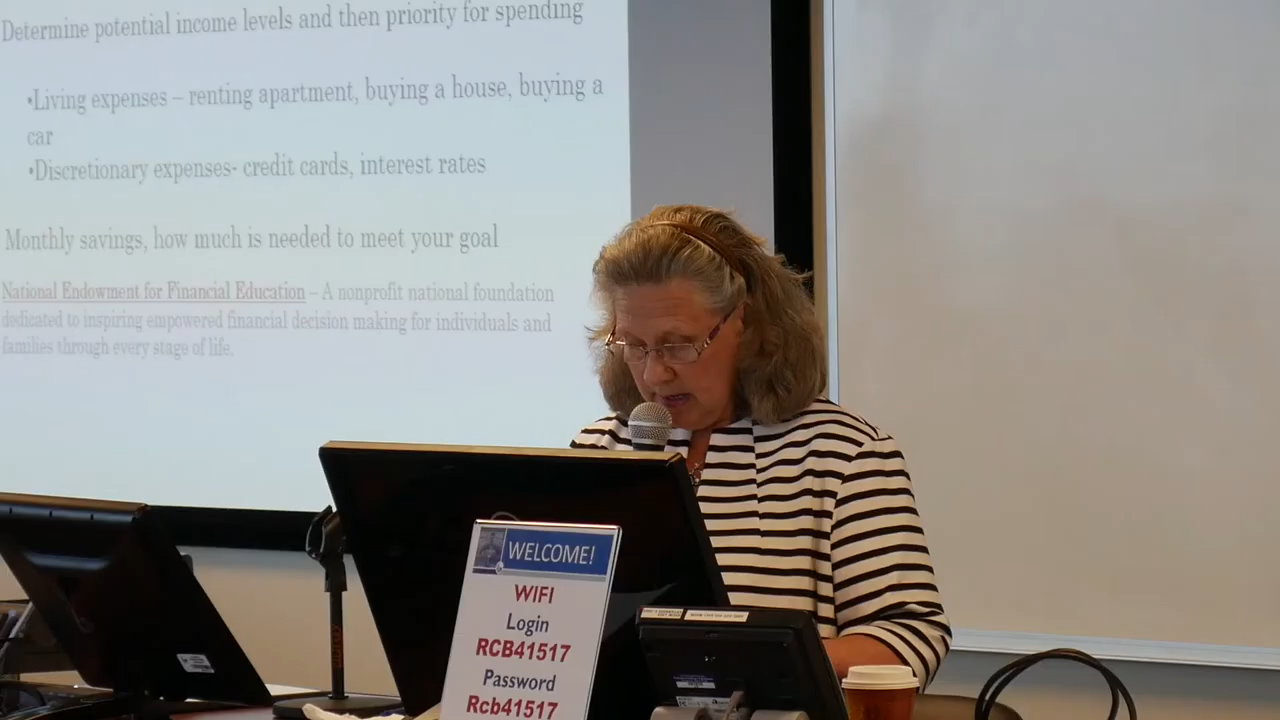 Determine potential income levels and then priority for spending
•Living expenses – renting apartment, buying a house, buying a
car
•Discretionary expenses- credit cards, interest rates
Monthly savings, how much is needed to meet your goal
National Endowment for Financial Education – A nonprofit national foundation
dedicated to inspiring empowered financial decision making for individuals and
families through every stage of life.
WELCOME!
WIFI
Login
RCB41517
Password
Rcb41517